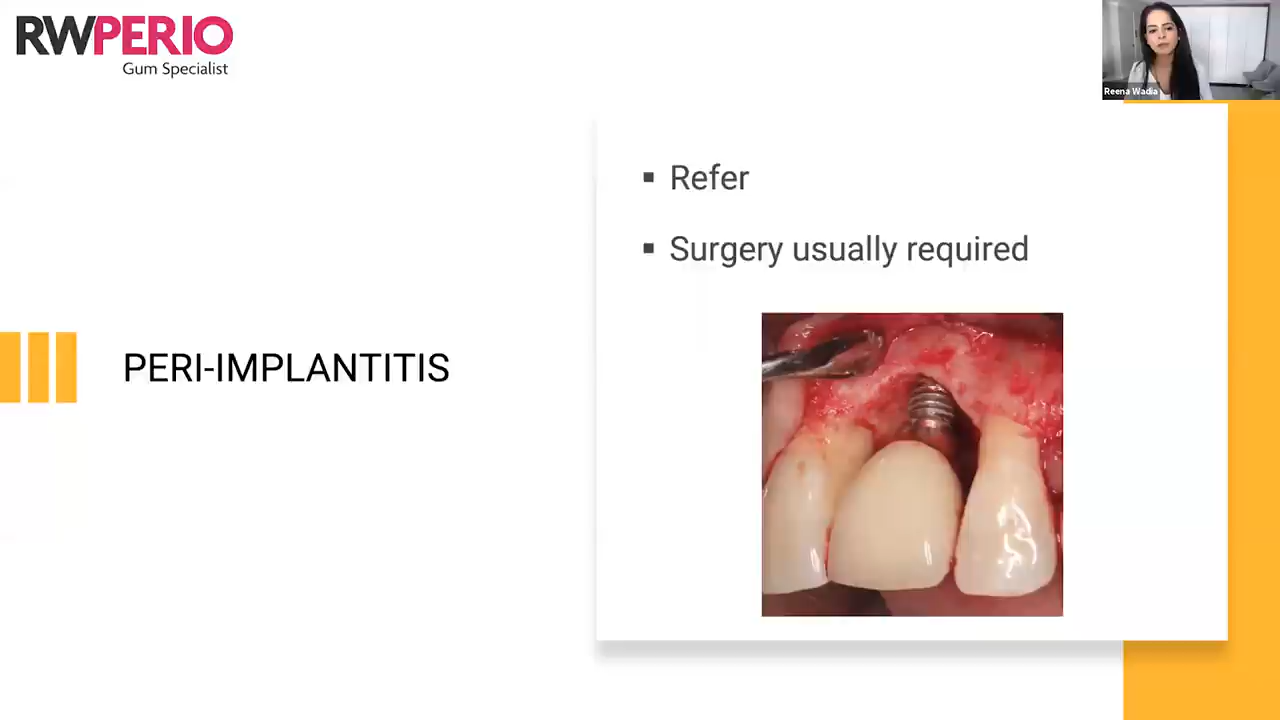 RWPERIO
Gum Specialist
Reena Wadia
▪ Refer
▪ Surgery usually required
PERI-IMPLANTITIS